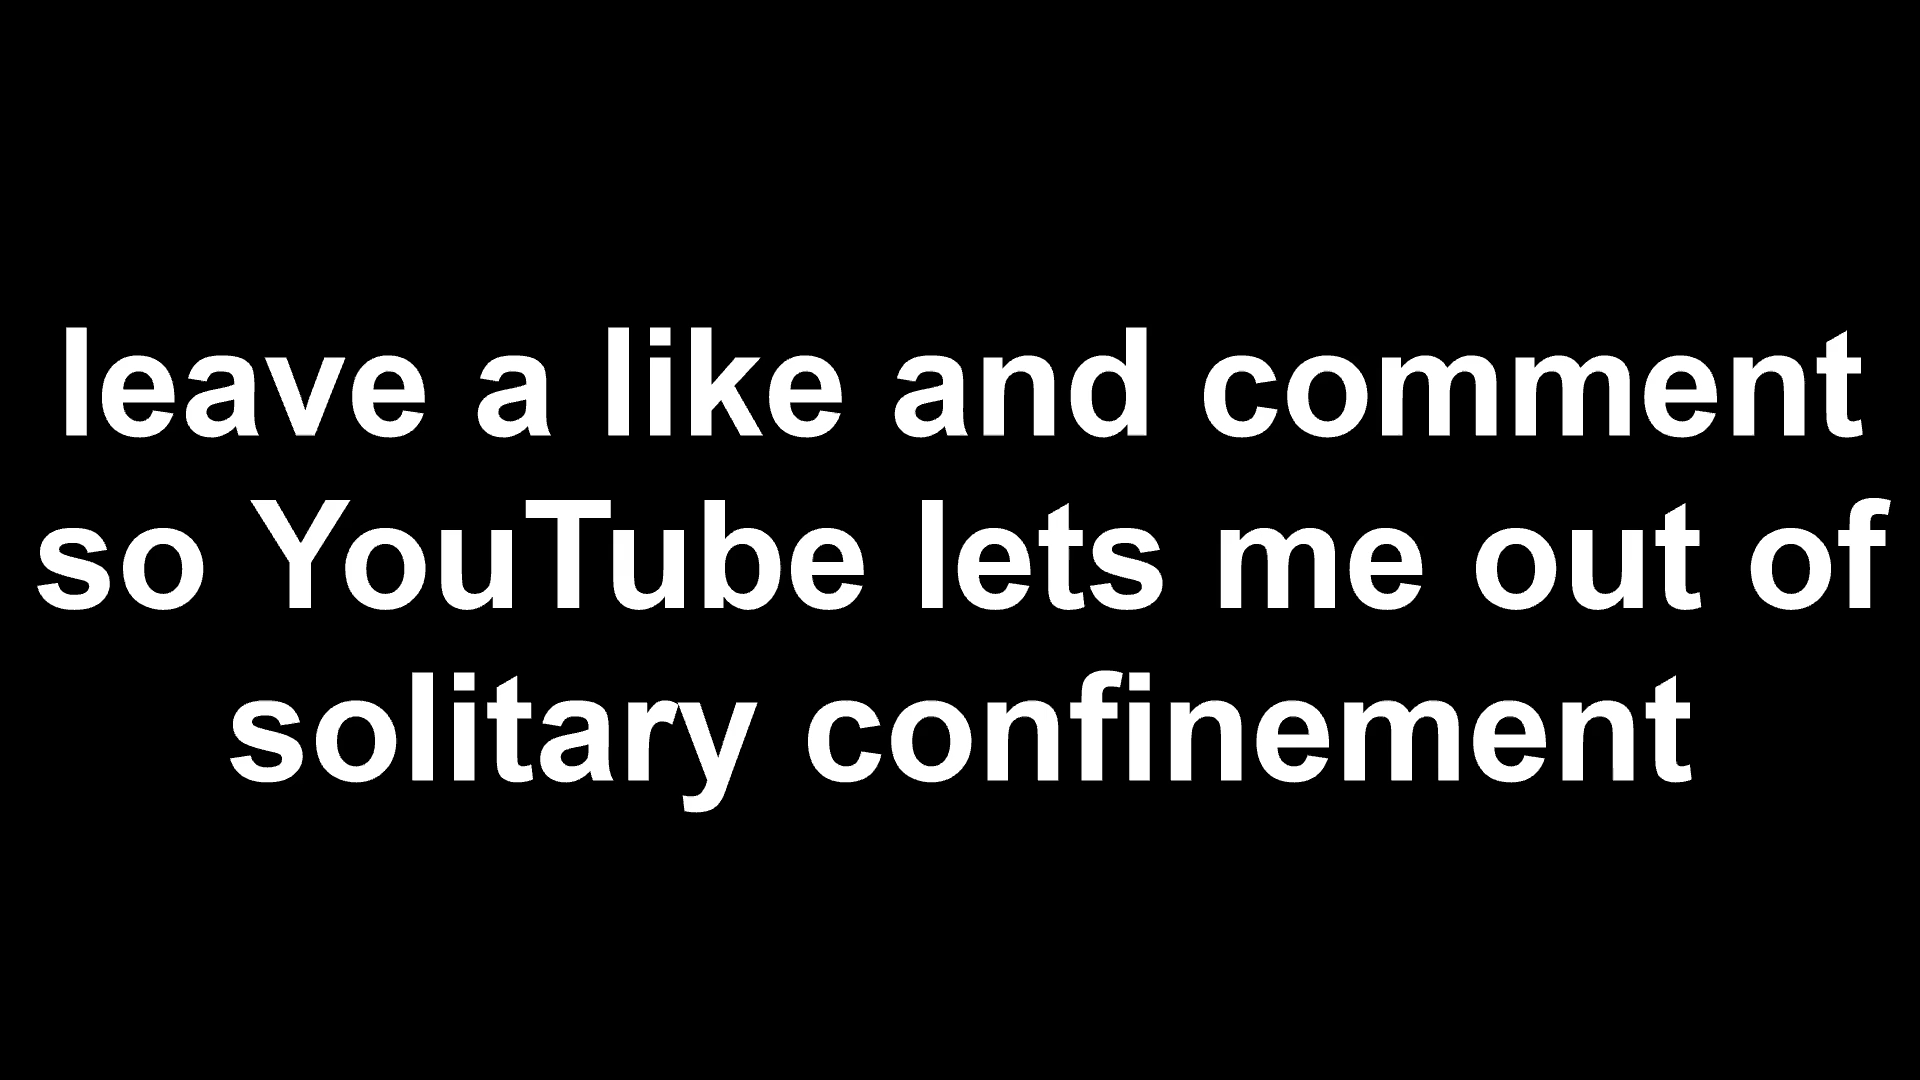 leave a like and comment
so YouTube lets me out of
solitary confinement